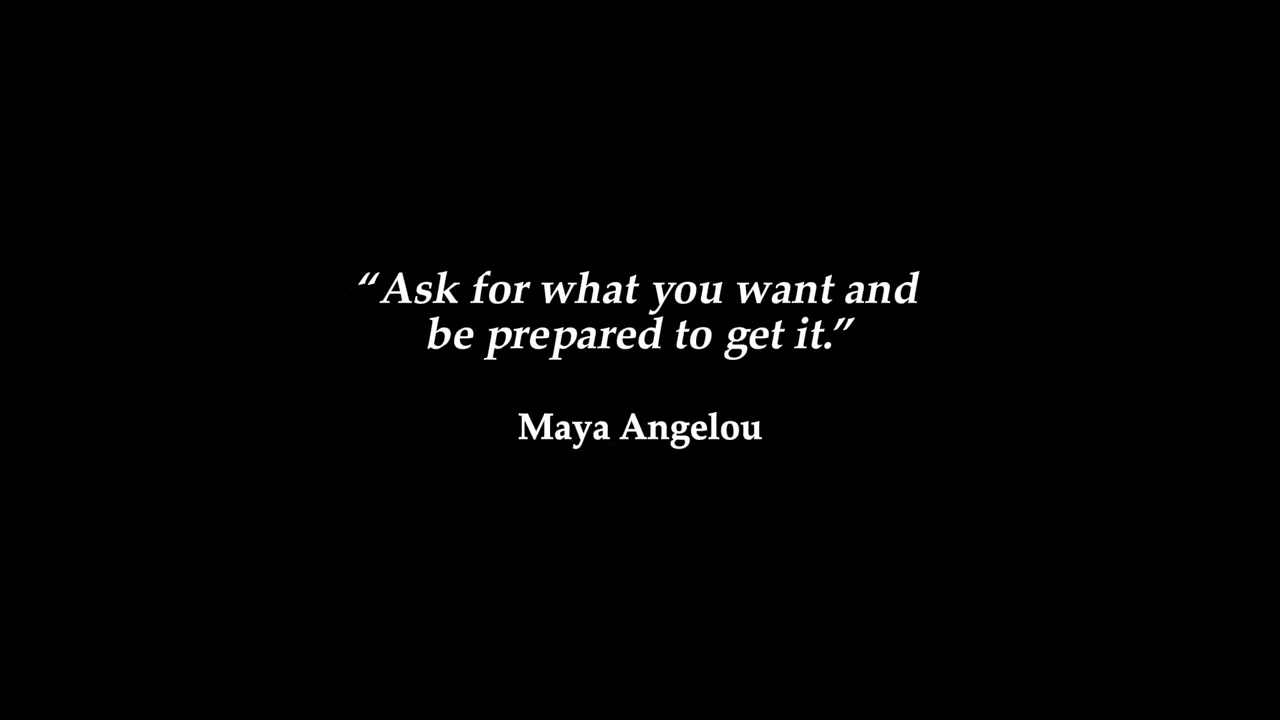 “Ask for what you want and
be prepared to get it.”
Maya Angelou